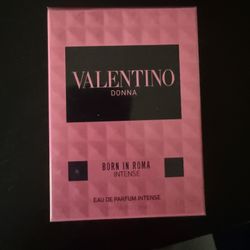 VALENTINO
DONNA
BORN IN ROMA
INTENSE
EAU DE PARFUM INTENSE